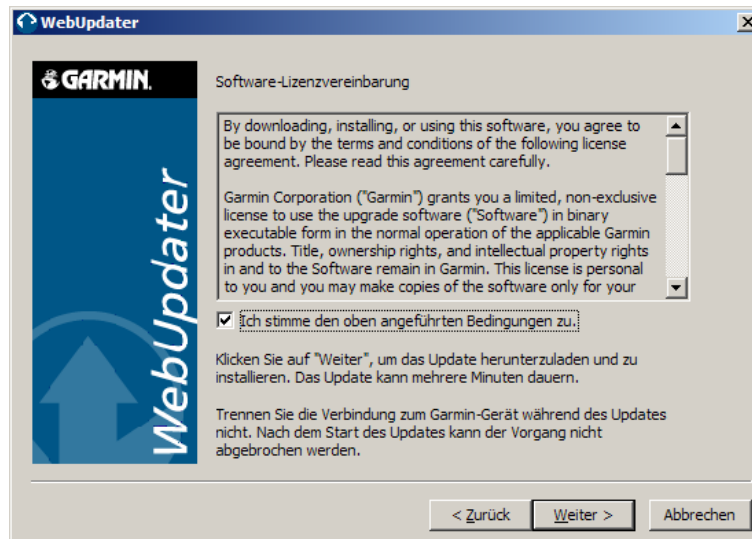 WebUpdater
GARMIN.
WebUpdater
Software-Lizenzvereinbarung
By downloading, installing, or using this software, you agree to
be bound by the terms and conditions of the following license
agreement. Please read this agreement carefully.
Garmin Corporation ("Garmin") grants you a limited, non-exclusive
license to use the upgrade software ("Software") in binary
executable form in the normal operation of the applicable Garmin
products. Title, ownership rights, and intellectual property rights
in and to the Software remain in Garmin. This license is personal
to you and you may make copies of the software only for your
Ich stimme den oben angeführten Bedingungen zu.
Klicken Sie auf "Weiter", um das Update herunterzuladen und zu
installieren. Das Update kann mehrere Minuten dauern.
Trennen Sie die Verbindung zum Garmin-Gerät während des Updates
nicht. Nach dem Start des Updates kann der Vorgang nicht
abgebrochen werden.
< Zurück Weiter > Abbrechen